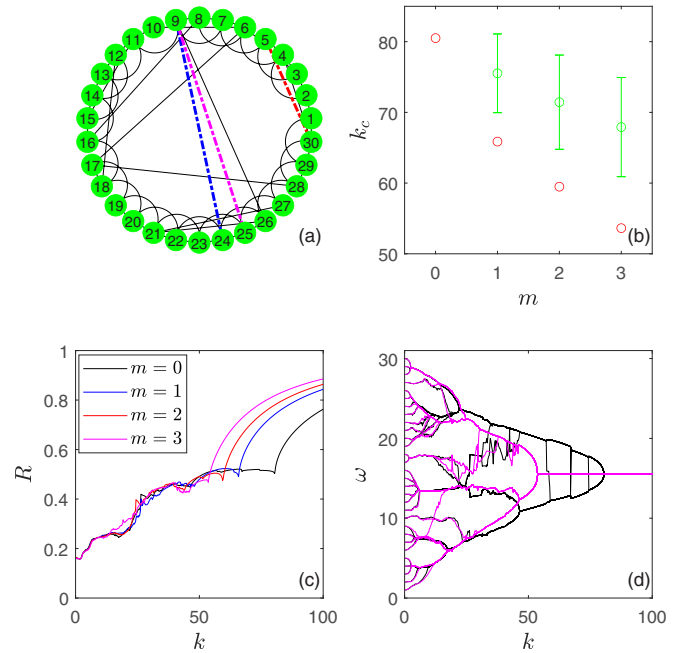 9 8 7 6 5 4 3 2 1 30 29 28 27 26 25 24 23 22 21 20 19 18 17 16 15 14 13 12 11 10
(a)
80
70
60
50
k_c
0 1 2 3
m
(b)
1
0.8
0.6
0.4
0.2
0
R
m = 0
m = 1
m = 2
m = 3
0 50 100
k
(c)
30
20
10
0
ω
0 50 100
k
(d)